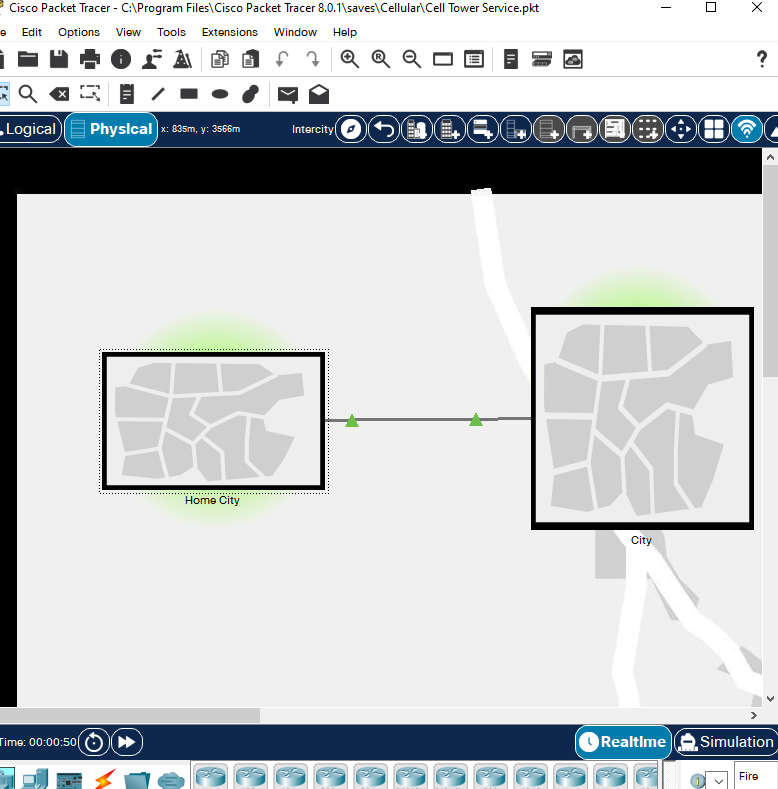 Cisco Packet Tracer - C:\Program Files\Cisco Packet Tracer 8.0.1\saves\Cellular\Cell Tower Service.pkt
e Edit Options View Tools Extensions Window Help
?
Logical Physical x: 835m, y: 3566m Intercity
Home City
City
Time: 00:00:50 Realtime Simulation
Fire